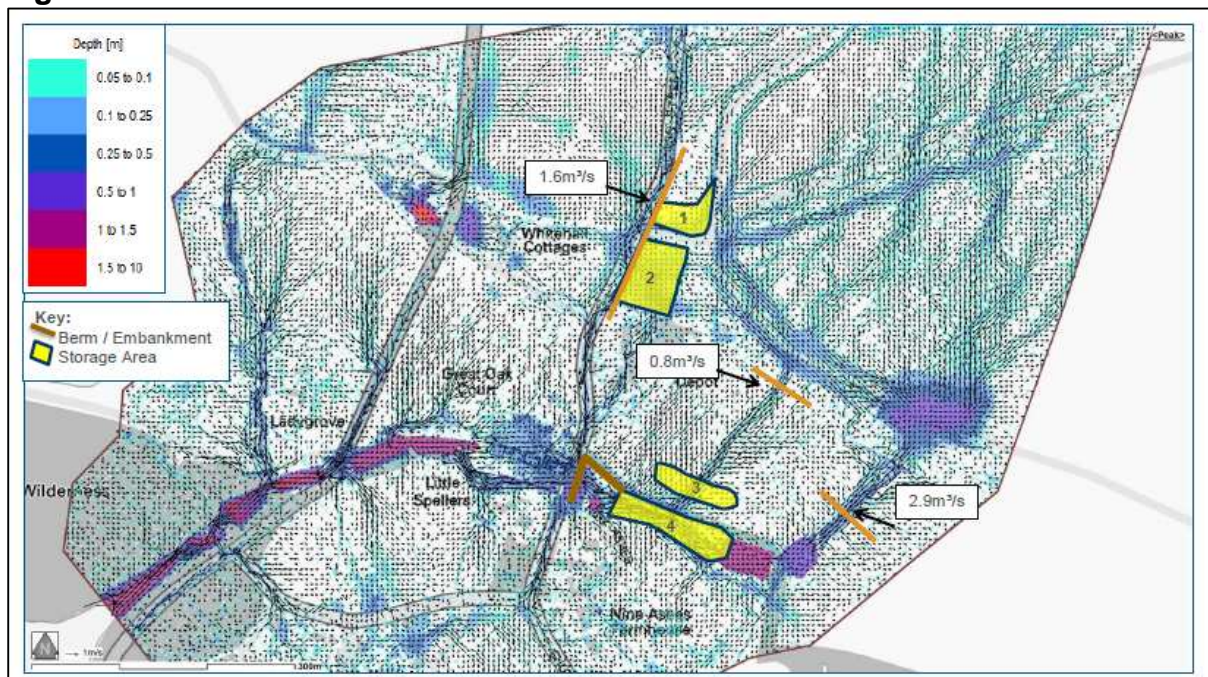 Depth [m]
0.05 to 0.1
0.1 to 0.25
0.25 to 0.5
0.5 to 1
1 to 1.5
1.5 to 10
<Peak>
Key:
Berm / Embankment
Storage Area
1.6m³/s
1
Whitehall
Cottages
2
0.8m³/s
Depot
Great Oak
Court
Ladygrove
Wilderness
Little
Spellers
3
4
2.9m³/s
Nine Ashes
N
1m/s